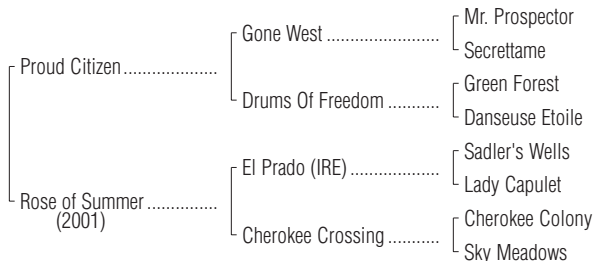 Mr. Prospector
Gone West ......................
Secrettame
Proud Citizen...................
Green Forest
Drums Of Freedom ...........
Danseuse Etoile
Sadler's Wells
El Prado (IRE) ..................
Lady Capulet
Rose of Summer ..............
(2001)
Cherokee Colony
Cherokee Crossing ...........
Sky Meadows